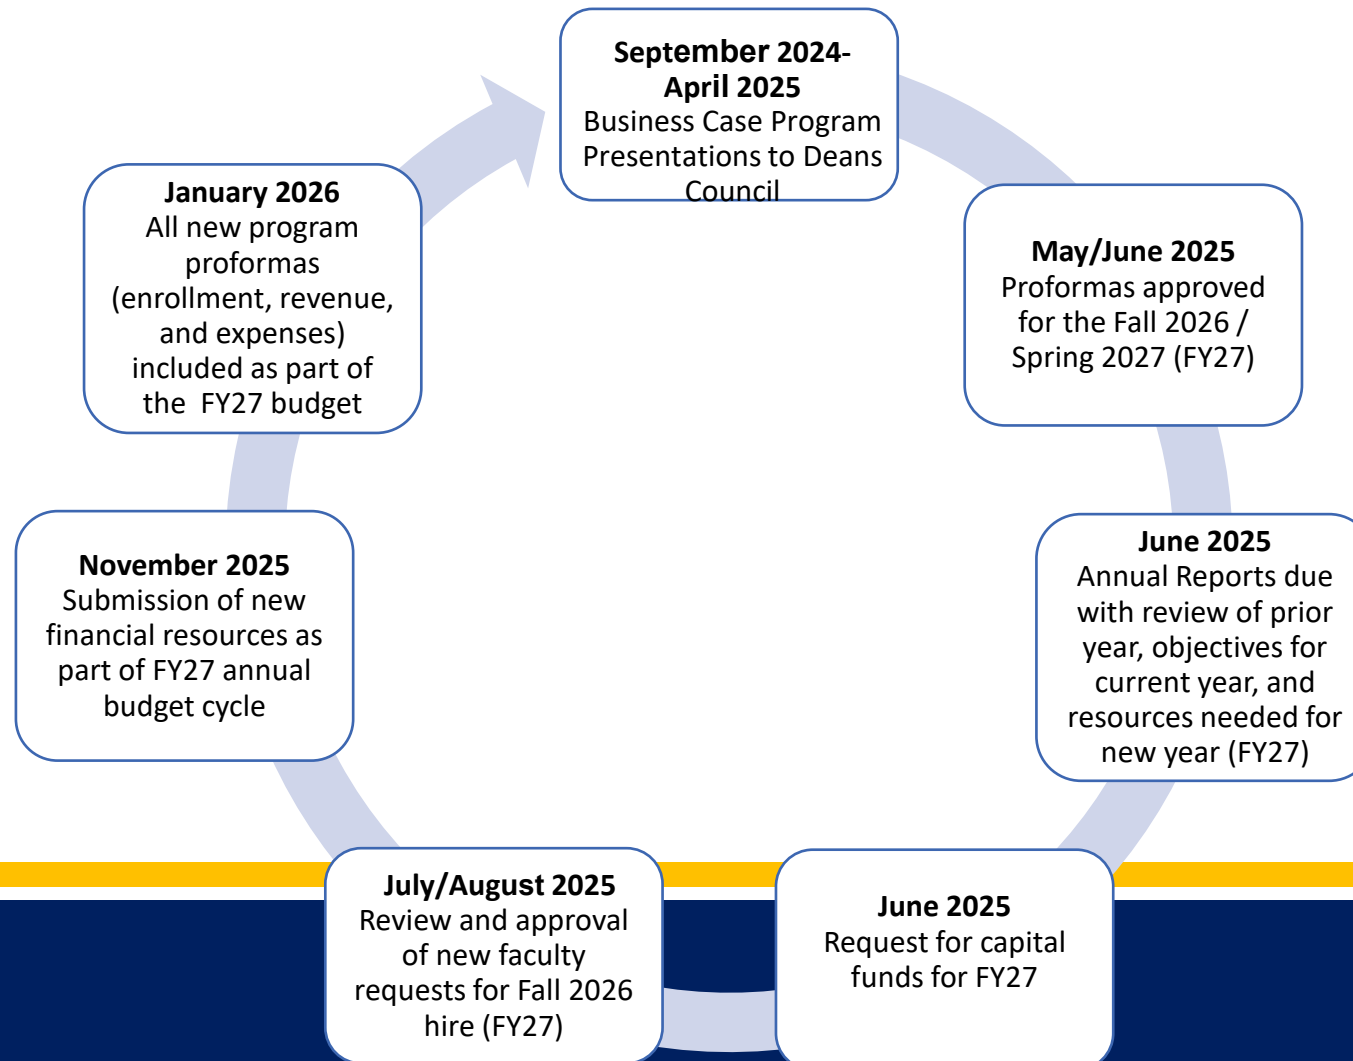 September 2024-
April 2025
Business Case Program
Presentations to Deans
Council
May/June 2025
Proformas approved
for the Fall 2026 /
Spring 2027 (FY27)
June 2025
Annual Reports due
with review of prior
year, objectives for
current year, and
resources needed for
new year (FY27)
June 2025
Request for capital
funds for FY27
July/August 2025
Review and approval
of new faculty
requests for Fall 2026
hire (FY27)
November 2025
Submission of new
financial resources as
part of FY27 annual
budget cycle
January 2026
All new program
proformas
(enrollment, revenue,
and expenses)
included as part of
the  FY27 budget